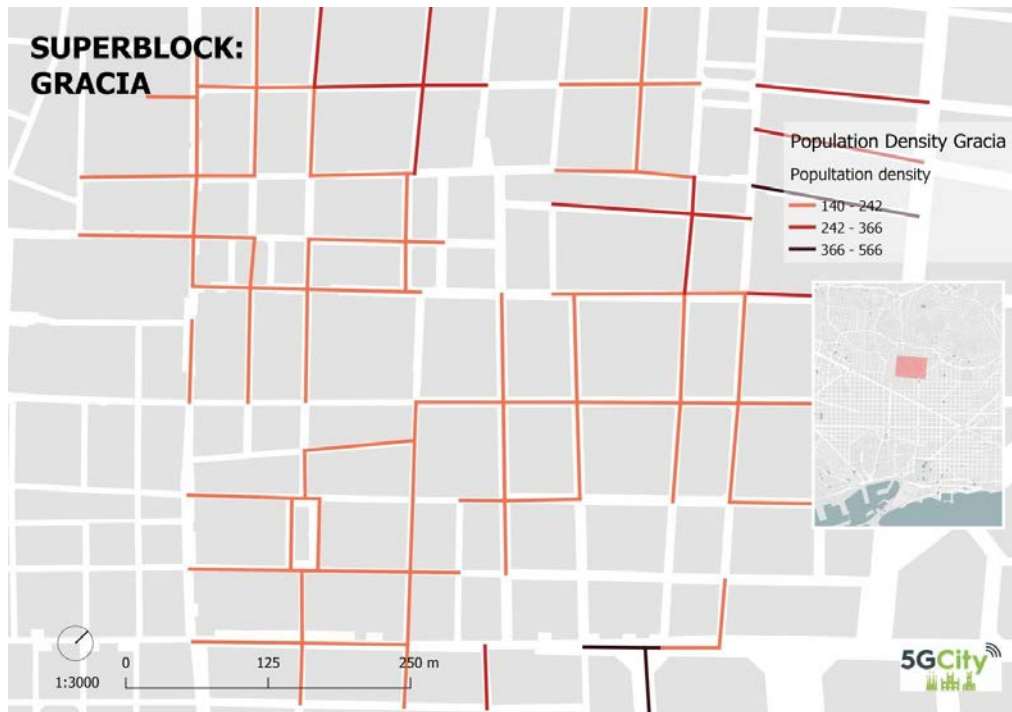 SUPERBLOCK:
GRACIA
Population Density Gracia
Popultation density
140 - 242
242 - 366
366 - 566
0 125 250 m
1:3000
5GCity